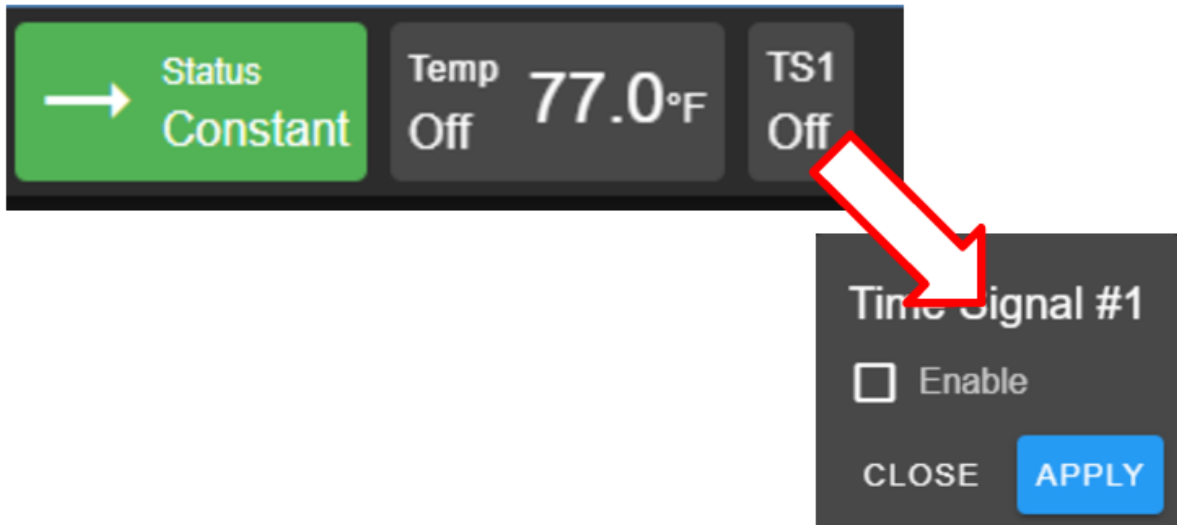 Status
Constant
Temp
Off
77.0°F
TS1
Off
Time Signal #1
Enable
CLOSE
APPLY